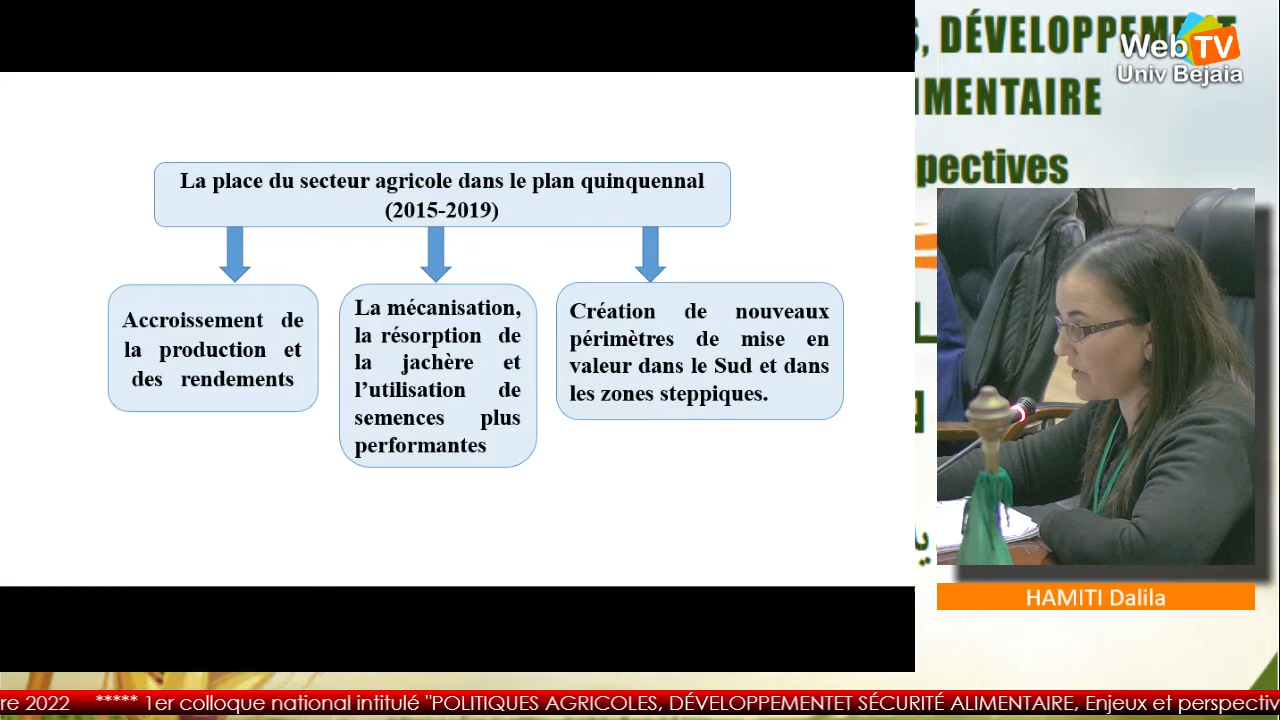 La place du secteur agricole dans le plan quinquennal
(2015-2019)
Accroissement de
la production et
des rendements
La mécanisation,
la résorption de
la jachère et
l’utilisation de
semences plus
performantes
Création de nouveaux
périmètres de mise en
valeur dans le Sud et dans
les zones steppiques.
, DÉVELOPPEMENT
IMENTAIRE
pectives
Web TV
Univ Bejaia
HAMITI Dalila
re 2022 ***** 1er colloque national intitulé "POLITIQUES AGRICOLES, DÉVELOPPEMENTET SÉCURITÉ ALIMENTAIRE, Enjeux et perspectiv